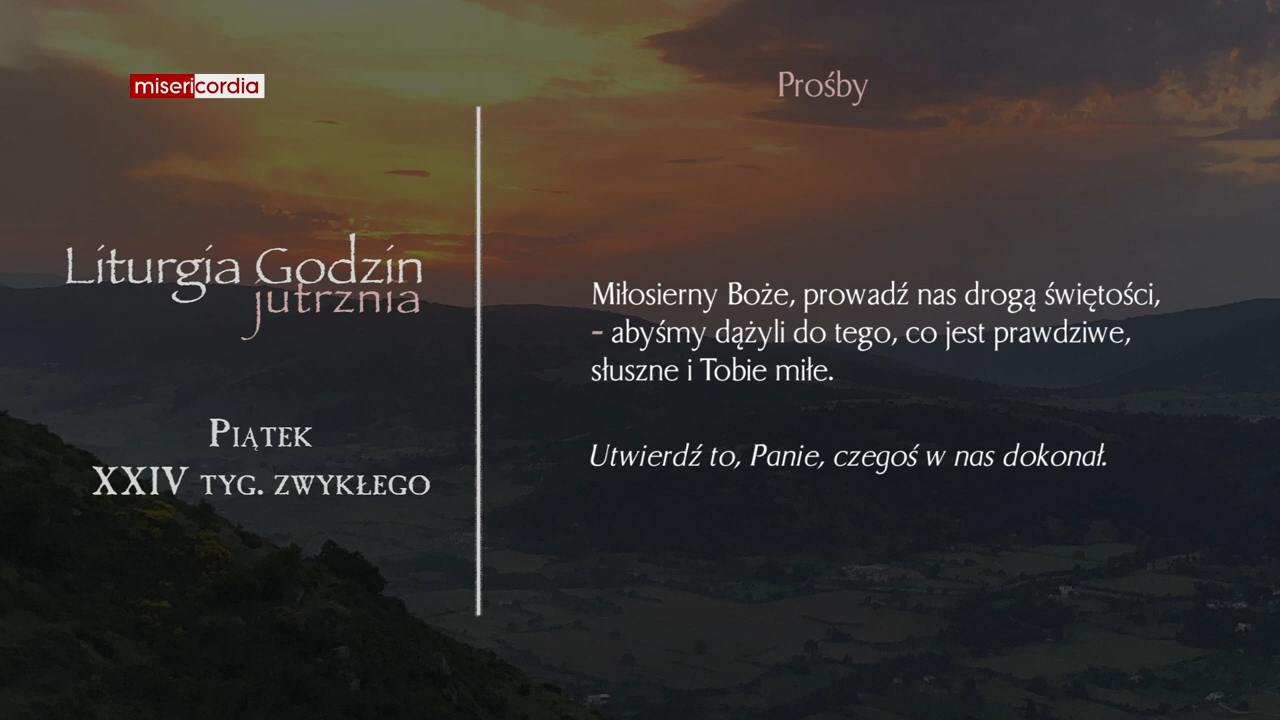 misericordia
Liturgia Godzin
jutrznia
Piątek
XXIV tyg. zwykłego
Prośby
Miłosierny Boże, prowadź nas drogą świętości,
- abyśmy dążyli do tego, co jest prawdziwe,
słuszne i Tobie miłe.
Utwierdź to, Panie, czegoś w nas dokonał.